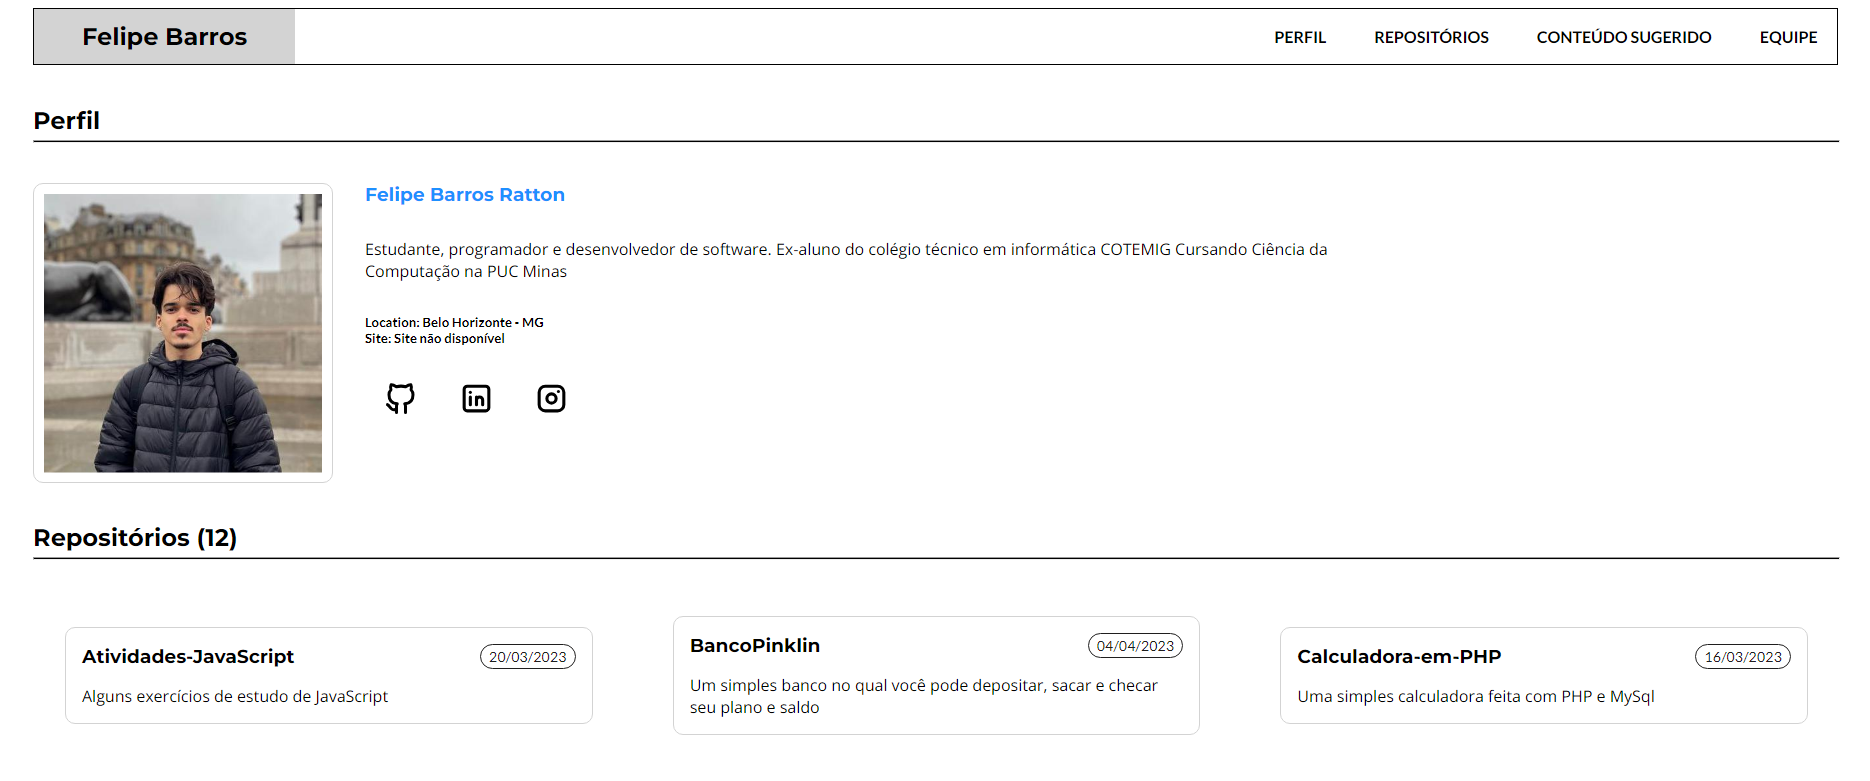 Felipe Barros
PERFIL
REPOSITÓRIOS
CONTEÚDO SUGERIDO
EQUIPE
Perfil
Felipe Barros Ratton
Estudante, programador e desenvolvedor de software. Ex-aluno do colégio técnico em informática COTEMIG Cursando Ciência da
Computação na PUC Minas
Location: Belo Horizonte - MG
Site: Site não disponível
Repositórios (12)
Atividades-JavaScript
20/03/2023
Alguns exercícios de estudo de JavaScript
BancoPinklin
04/04/2023
Um simples banco no qual você pode depositar, sacar e checar
seu plano e saldo
Calculadora-em-PHP
16/03/2023
Uma simples calculadora feita com PHP e MySql